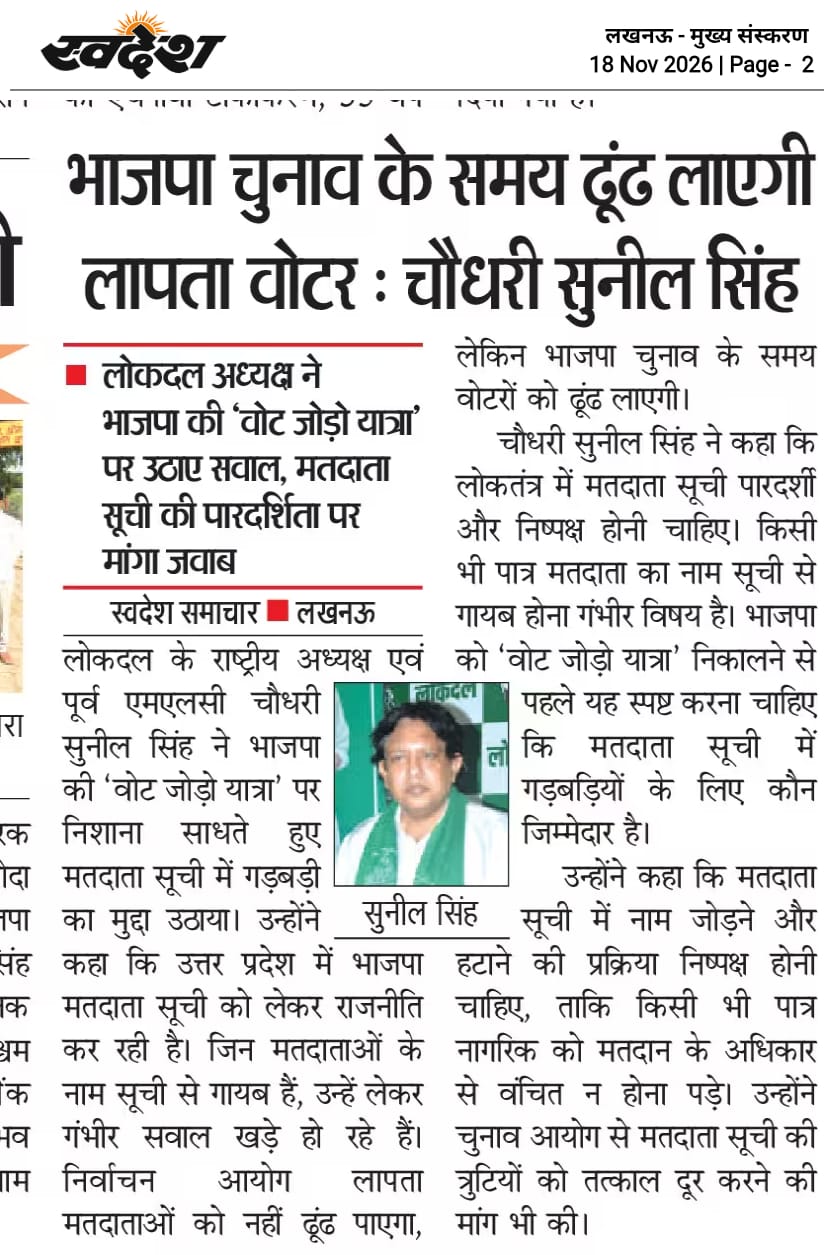 स्वदेश
लखनऊ - मुख्य संस्करण
18 Nov 2026 | Page - 2
भाजपा चुनाव के समय ढूंढ लाएगी
लापता वोटर : चौधरी सुनील सिंह
लोकदल अध्यक्ष ने
भाजपा की ‘वोट जोड़ो यात्रा’
पर उठाए सवाल, मतदाता
सूची की पारदर्शिता पर
मांगा जवाब
स्वदेश समाचार ■ लखनऊ
लोकदल के राष्ट्रीय अध्यक्ष एवं
पूर्व एमएलसी चौधरी
सुनील सिंह ने भाजपा
की ‘वोट जोड़ो यात्रा’ पर
निशाना साधते हुए
मतदाता सूची में गड़बड़ी
का मुद्दा उठाया। उन्होंने
कहा कि उत्तर प्रदेश में भाजपा
मतदाता सूची को लेकर राजनीति
कर रही है। जिन मतदाताओं के
नाम सूची से गायब हैं, उन्हें लेकर
गंभीर सवाल खड़े हो रहे हैं।
निर्वाचन आयोग लापता
मतदाताओं को नहीं ढूंढ पाएगा,
लोकदल
सुनील सिंह
लेकिन भाजपा चुनाव के समय
वोटरों को ढूंढ लाएगी।
चौधरी सुनील सिंह ने कहा कि
लोकतंत्र में मतदाता सूची पारदर्शी
और निष्पक्ष होनी चाहिए। किसी
भी पात्र मतदाता का नाम सूची से
गायब होना गंभीर विषय है। भाजपा
को ‘वोट जोड़ो यात्रा’ निकालने से
पहले यह स्पष्ट करना चाहिए
कि मतदाता सूची में
गड़बड़ियों के लिए कौन
जिम्मेदार है।
उन्होंने कहा कि मतदाता
सूची में नाम जोड़ने और
हटाने की प्रक्रिया निष्पक्ष होनी
चाहिए, ताकि किसी भी पात्र
नागरिक को मतदान के अधिकार
से वंचित न होना पड़े। उन्होंने
चुनाव आयोग से मतदाता सूची की
त्रुटियों को तत्काल दूर करने की
मांग भी की।